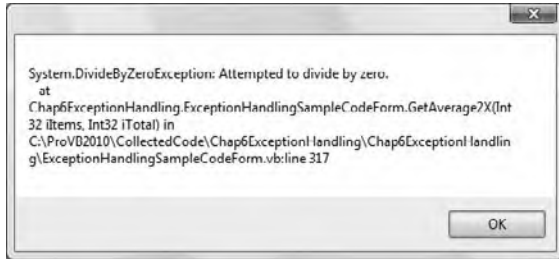 System.DivideByZeroException: Attempted to divide by zero.
at
Chap6ExceptionHandling.ExceptionHandlingSampleCodeForm.GetAverage2X(Int
32 iItems, Int32 iTotal) in
C:\ProVB2010\CollectedCode\Chap6ExceptionHandling\Chap6ExceptionHandlin
g\ExceptionHandlingSampleCodeForm.vb:line 317
OK